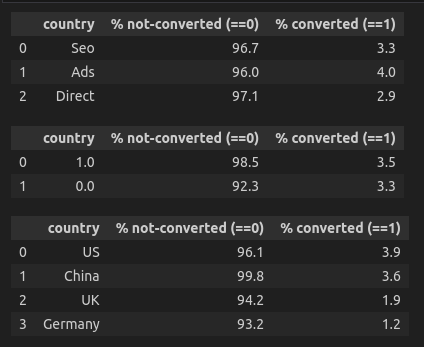 country % not-converted (==0) % converted (==1)
0 Seo 96.7 3.3
1 Ads 96.0 4.0
2 Direct 97.1 2.9
country % not-converted (==0) % converted (==1)
0 1.0 98.5 3.5
1 0.0 92.3 3.3
country % not-converted (==0) % converted (==1)
0 US 96.1 3.9
1 China 99.8 3.6
2 UK 94.2 1.9
3 Germany 93.2 1.2